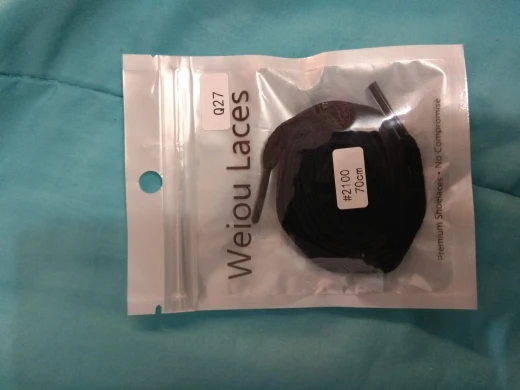 Q27
Weiou Laces
#2100
70cm
Premium Shoelaces • No Compromise